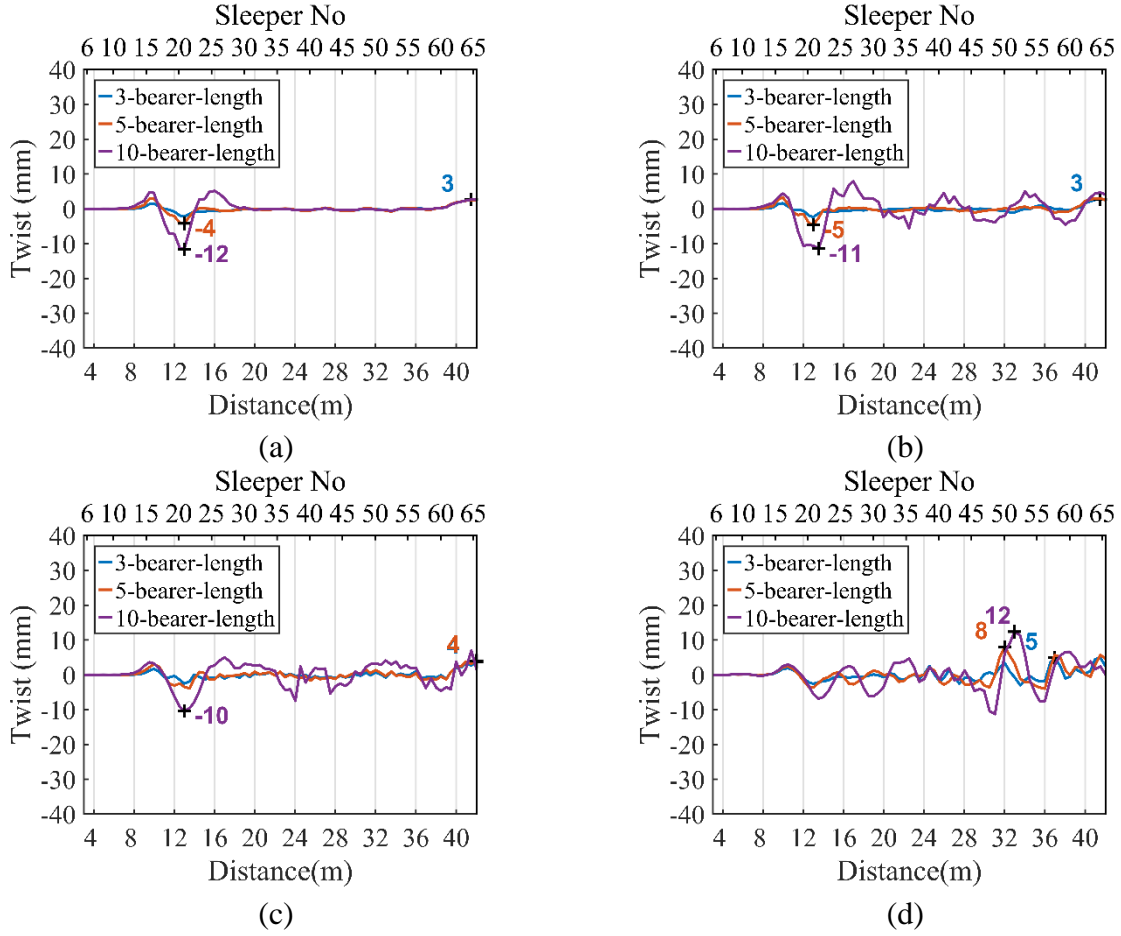 Sleeper No
6 10 15 21 25 30 35 40 45 50 55 60 65
40
30
20
10
0
-10
-20
-30
-40
Twist (mm)
3-bearer-length
5-bearer-length
10-bearer-length
3
-4
-12
4 8 12 16 20 24 28 32 36 40
Distance(m)
(a)
Sleeper No
6 10 15 21 25 30 35 40 45 50 55 60 65
40
30
20
10
0
-10
-20
-30
-40
Twist (mm)
3-bearer-length
5-bearer-length
10-bearer-length
3
-5
-11
4 8 12 16 20 24 28 32 36 40
Distance(m)
(b)
Sleeper No
6 10 15 21 25 30 35 40 45 50 55 60 65
40
30
20
10
0
-10
-20
-30
-40
Twist (mm)
3-bearer-length
5-bearer-length
10-bearer-length
4
-10
4 8 12 16 20 24 28 32 36 40
Distance(m)
(c)
Sleeper No
6 10 15 21 25 30 35 40 45 50 55 60 65
40
30
20
10
0
-10
-20
-30
-40
Twist (mm)
3-bearer-length
5-bearer-length
10-bearer-length
12
8 5
4 8 12 16 20 24 28 32 36 40
Distance(m)
(d)